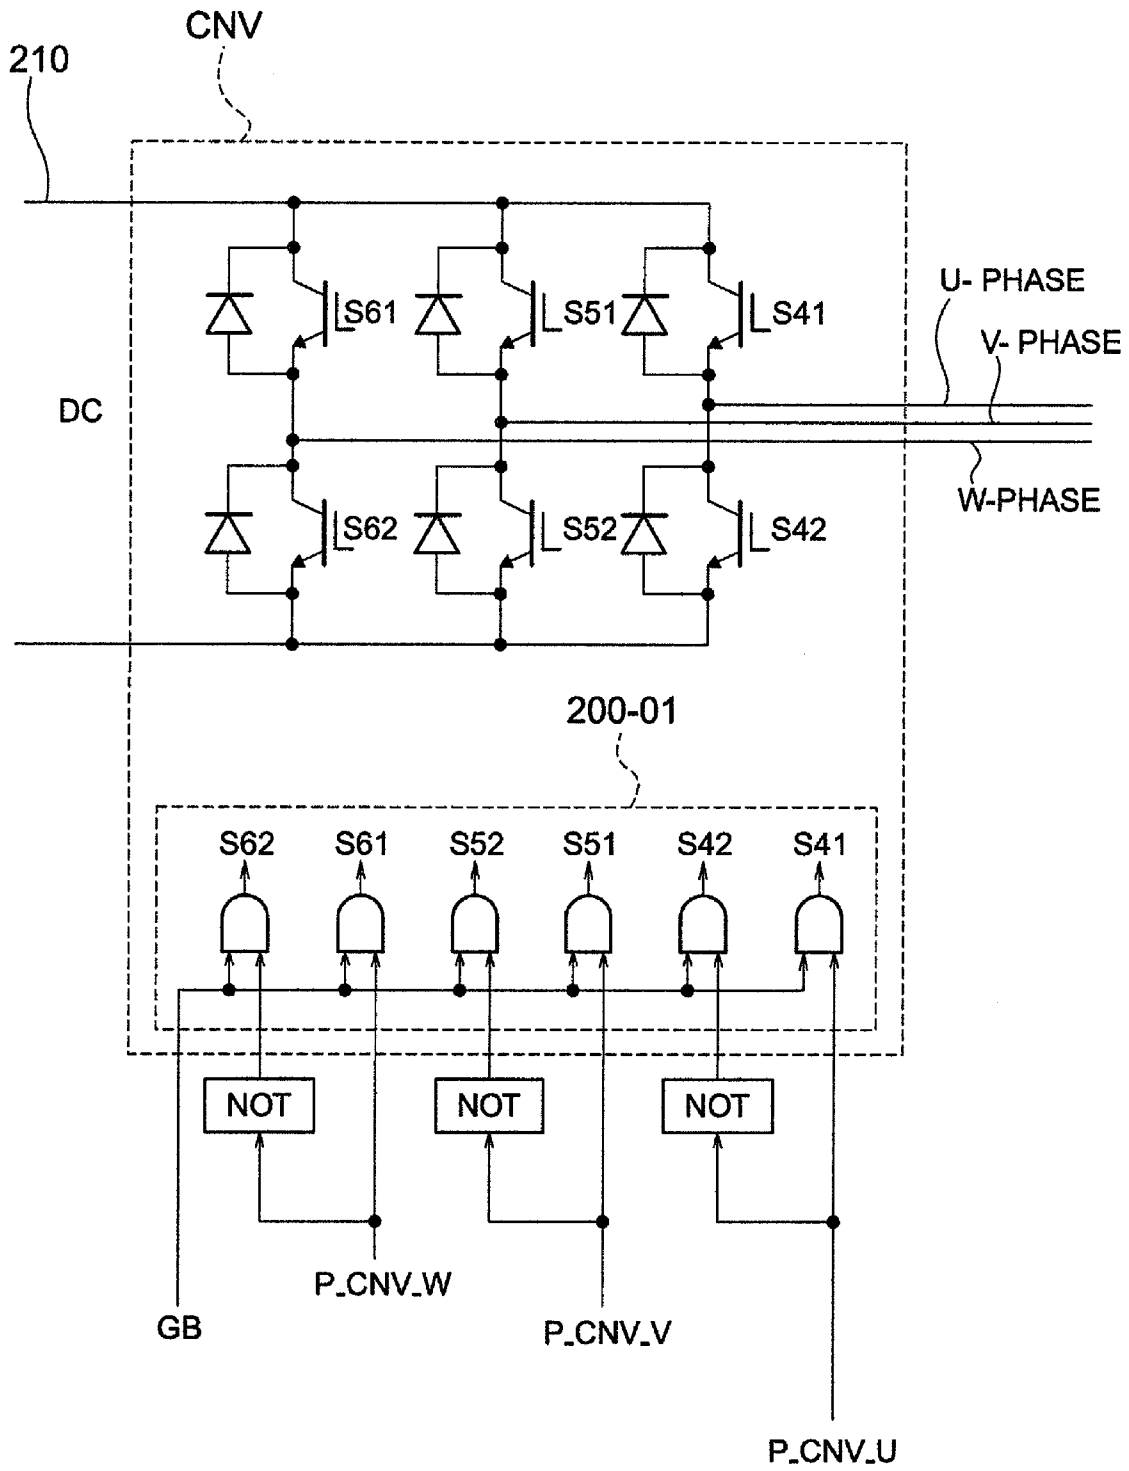 CNV
210
U- PHASE
S61
S51
S41
V- PHASE
DC
W-PHASE
S62
S52
S42
200-01
S62
S61
S52
S51
S42
S41
NOT
NOT
NOT
P_CNV_W
GB
P_CNV_V
P_CNV_U